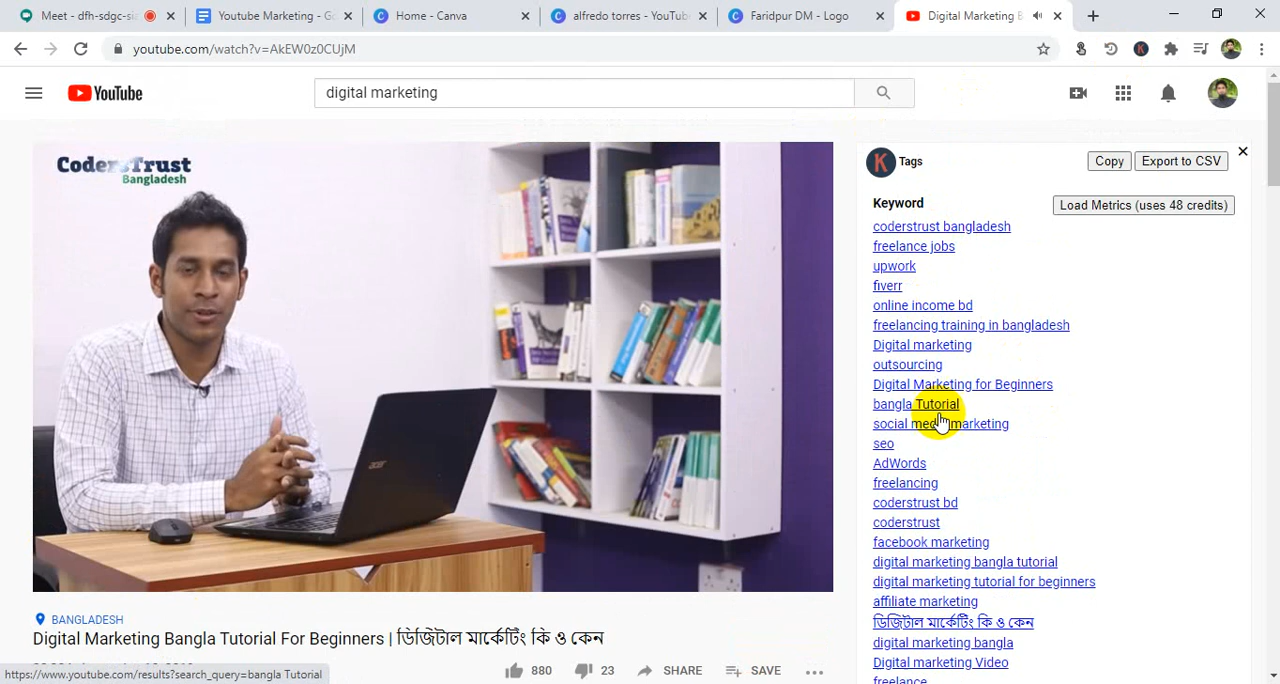 Meet - dfh-sdgc-su
Youtube Marketing - Go
Home - Canva
alfredo torres - YouTub
Faridpur DM - Logo
Digital Marketing B
youtube.com/watch?v=AkEW0z0CUjM
YouTube
digital marketing
CodersTrust
Bangladesh
acer
K Tags
Copy
Export to CSV
Keyword
Load Metrics (uses 48 credits)
coderstrust bangladesh
freelance jobs
upwork
fiverr
online income bd
freelancing training in bangladesh
Digital marketing
outsourcing
Digital Marketing for Beginners
bangla Tutorial
social media marketing
seo
AdWords
freelancing
coderstrust bd
coderstrust
facebook marketing
digital marketing bangla tutorial
digital marketing tutorial for beginners
affiliate marketing
ডিজিটাল মার্কেটিং কি ও কেন
digital marketing bangla
Digital marketing Video
freelance
BANGLADESH
Digital Marketing Bangla Tutorial For Beginners | ডিজিটাল মার্কেটিং কি ও কেন
880
23
SHARE
SAVE
https://www.youtube.com/results?search_query=bangla Tutorial